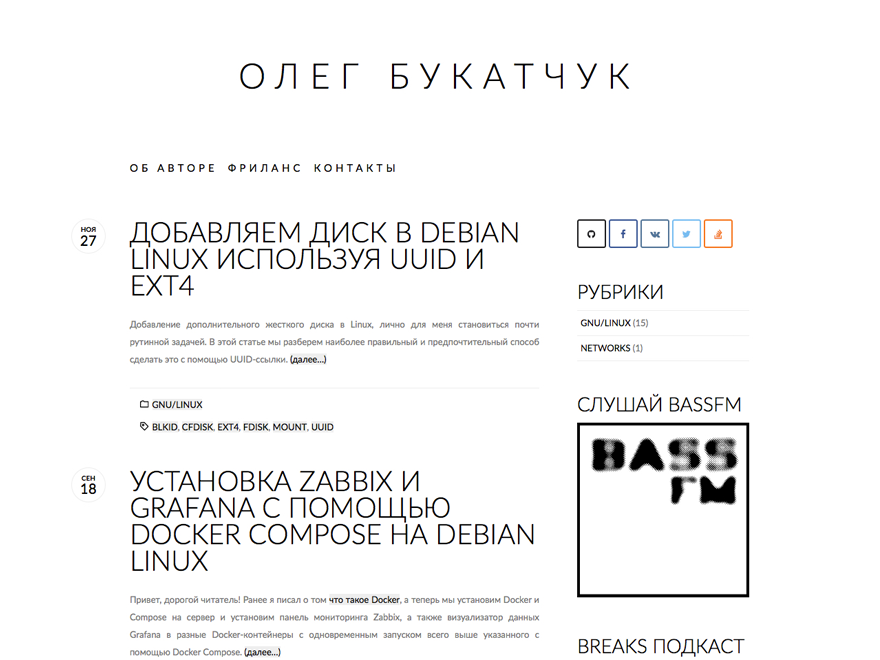 ОЛЕГ БУКАТЧУК
ОБ АВТОРЕ ФРИЛАНС КОНТАКТЫ
НОЯ
27
ДОБАВЛЯЕМ ДИСК В DEBIAN
LINUX ИСПОЛЬЗУЯ UUID И
EXT4
Добавление дополнительного жесткого диска в Linux, лично для меня становиться почти
рутинной задачей. В этой статье мы разберем наиболее правильный и предпочтительный способ
сделать это с помощью UUID-ссылки. (далее…)
GNU/LINUX
BLKID, CFDISK, EXT4, FDISK, MOUNT, UUID
СЕН
18
УСТАНОВКА ZABBIX И
GRAFANA С ПОМОЩЬЮ
DOCKER COMPOSE НА DEBIAN
LINUX
Привет, дорогой читатель! Ранее я писал о том что такое Docker, а теперь мы установим Docker и
Compose на сервер и установим панель мониторинга Zabbix, а также визуализатор данных
Grafana в разные Docker-контейнеры с одновременным запуском всего выше указанного с
помощью Docker Compose. (далее…)
РУБРИКИ
GNU/LINUX (15)
NETWORKS (1)
СЛУШАЙ BASSFM
BASS
FM
BREAKS ПОДКАСТ